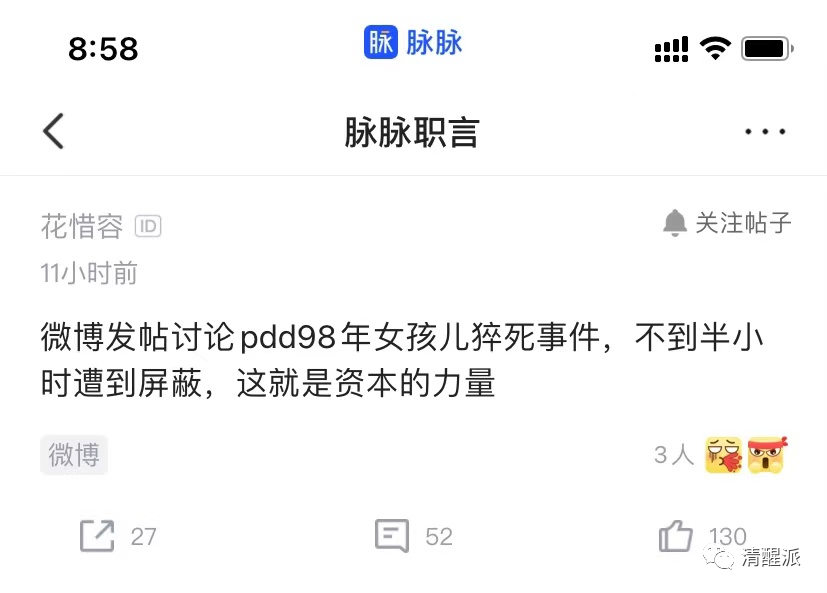 8:58
脉 脉脉
脉脉职言
花惜容 ID
关注帖子
11小时前
微博发帖讨论pdd98年女孩儿猝死事件，不到半小
时遭到屏蔽，这就是资本的力量
微博
3人
27
52
130
清醒派